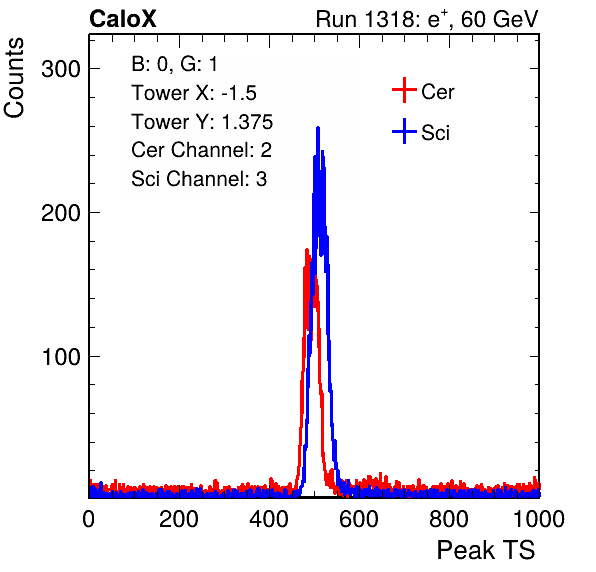 CaloX Run 1318: e+, 60 GeV
Counts
B: 0, G: 1
Tower X: -1.5
Tower Y: 1.375
Cer Channel: 2
Sci Channel: 3
Cer
Sci
300
200
100
0 200 400 600 800 1000
Peak TS